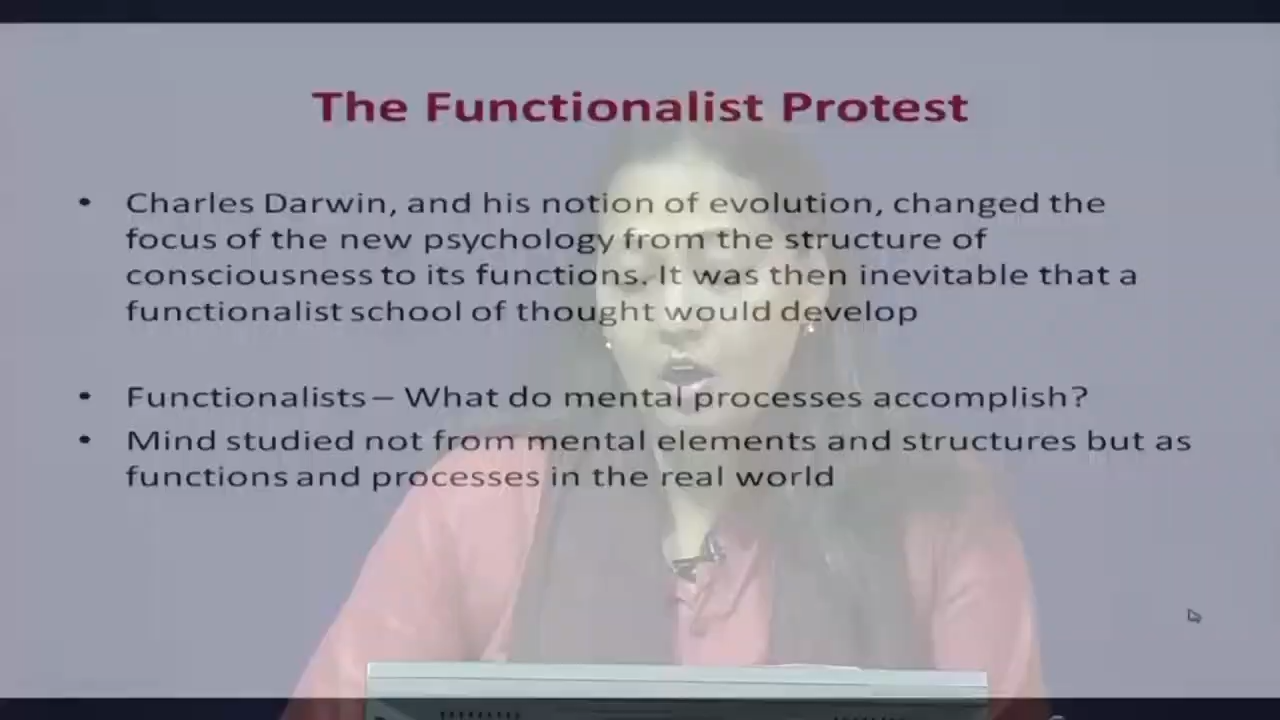 The Functionalist Protest
• Charles Darwin, and his notion of evolution, changed the
focus of the new psychology from the structure of
consciousness to its functions. It was then inevitable that a
functionalist school of thought would develop
• Functionalists – What do mental processes accomplish?
• Mind studied not from mental elements and structures but as
functions and processes in the real world